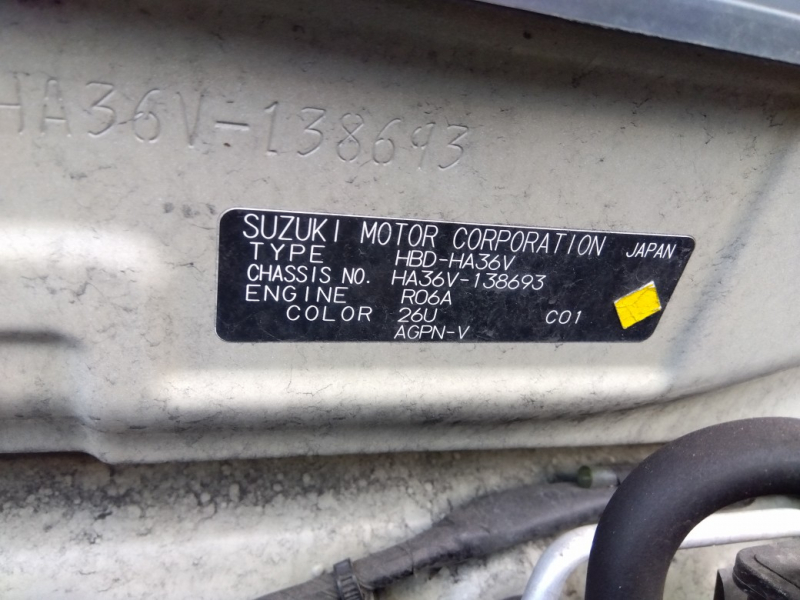 HA36V-138693
SUZUKI MOTOR CORPORATION JAPAN
TYPE HBD-HA36V
CHASSIS NO. HA36V-138693
ENGINE R06A
COLOR 26U C01
AGPN-V